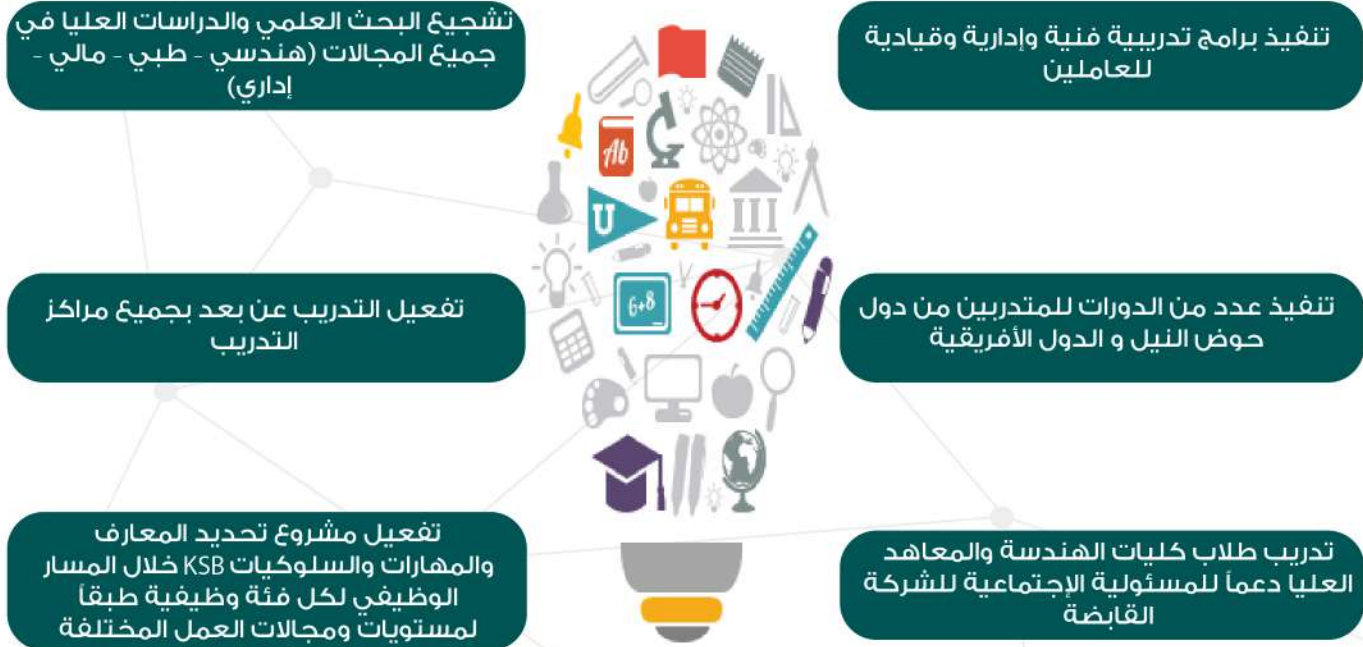 تنفيذ برامج تدريبية فنية وإدارية وقيادية
للعاملين
تشجيع البحث العلمي والدراسات العليا في
جميع المجالات (هندسي - طبي - مالي -
إداري)
Ab
U
تنفيذ عدد من الدورات للمتدربين من دول
حوض النيل و الدول الأفريقية
6+8
تفعيل التدريب عن بعد بجميع مراكز
التدريب
تدريب طلاب كليات الهندسة والمعاهد
العليا دعماً للمسئولية الإجتماعية للشركة
القابضة
تفعيل مشروع تحديد المعارف
والمهارات والسلوكيات KSB خلال المسار
الوظيفي لكل فئة وظيفية طبقاً
لمستويات ومجالات العمل المختلفة